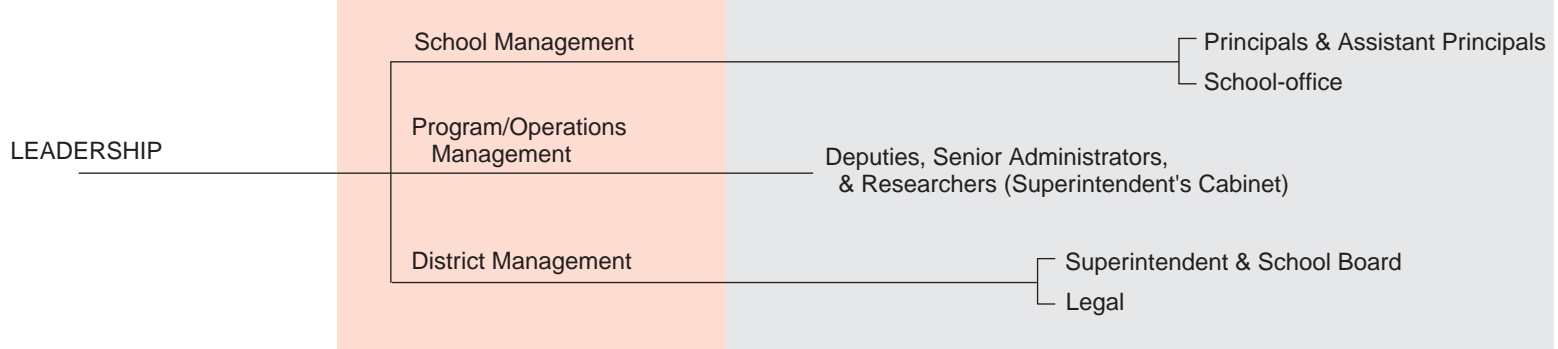 LEADERSHIP
School Management
Principals & Assistant Principals
School-office
Program/Operations
Management
Deputies, Senior Administrators,
& Researchers (Superintendent's Cabinet)
District Management
Superintendent & School Board
Legal